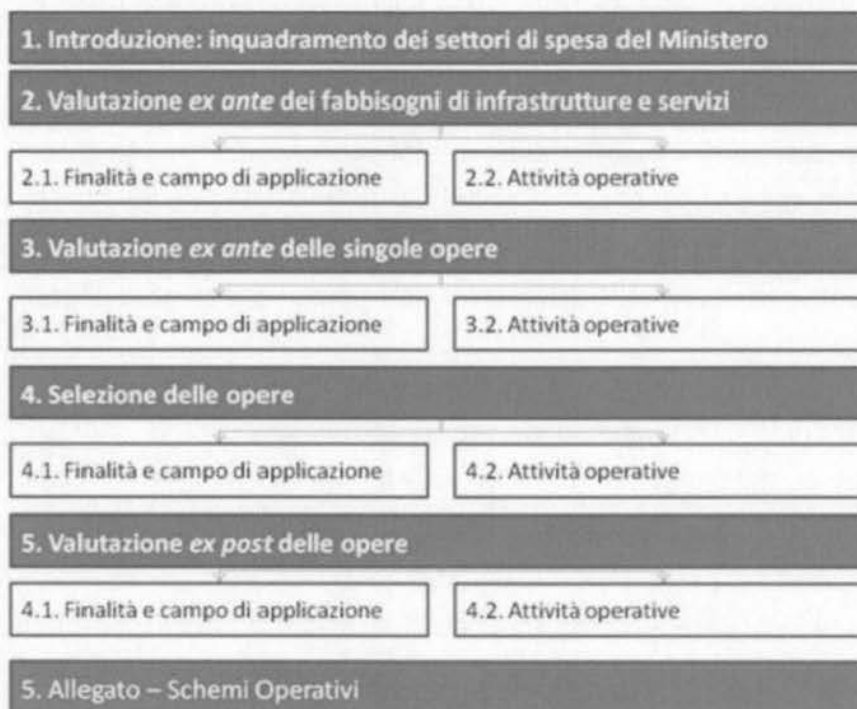 1. Introduzione: inquadramento dei settori di spesa del Ministero
2. Valutazione ex ante dei fabbisogni di infrastrutture e servizi
2.1. Finalità e campo di applicazione
2.2. Attività operative
3. Valutazione ex ante delle singole opere
3.1. Finalità e campo di applicazione
3.2. Attività operative
4. Selezione delle opere
4.1. Finalità e campo di applicazione
4.2. Attività operative
5. Valutazione ex post delle opere
4.1. Finalità e campo di applicazione
4.2. Attività operative
5. Allegato – Schemi Operativi